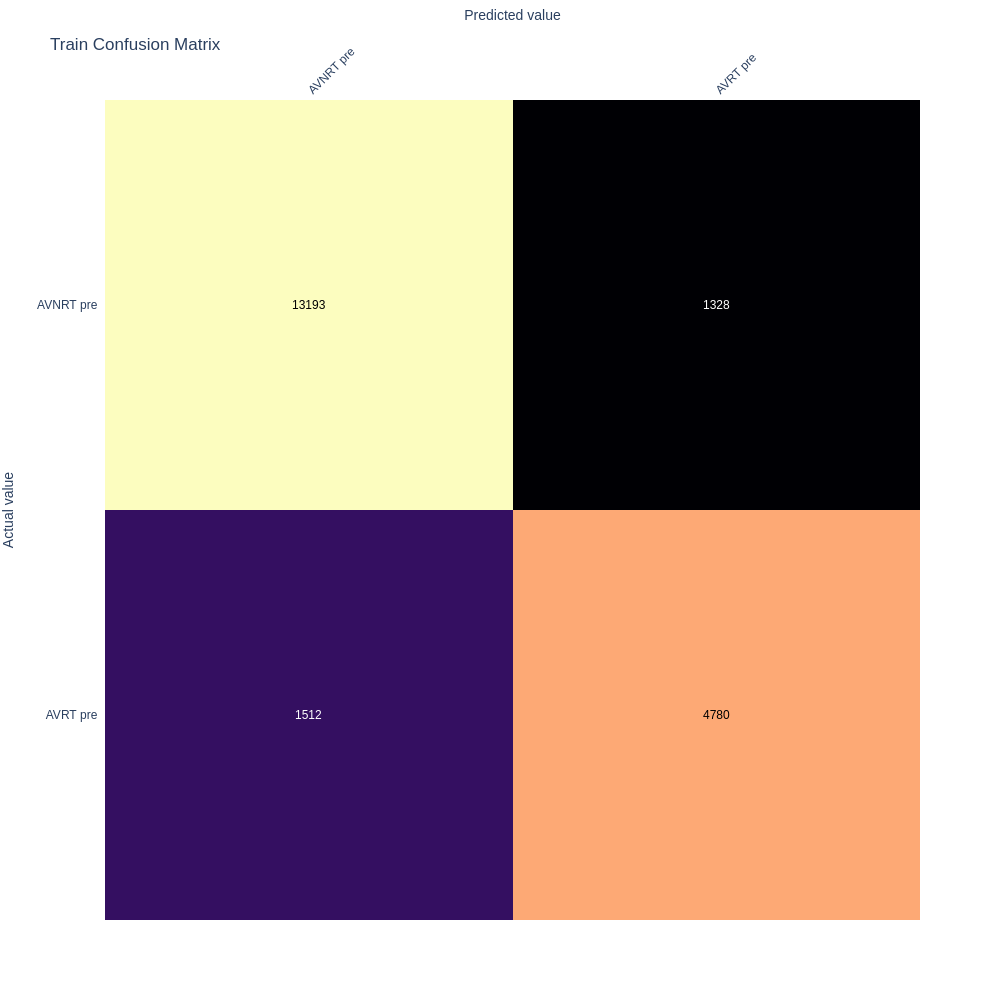 Predicted value
Train Confusion Matrix
AVNRT pre
AVRT pre
AVNRT pre
13193
1328
Actual value
AVRT pre
1512
4780